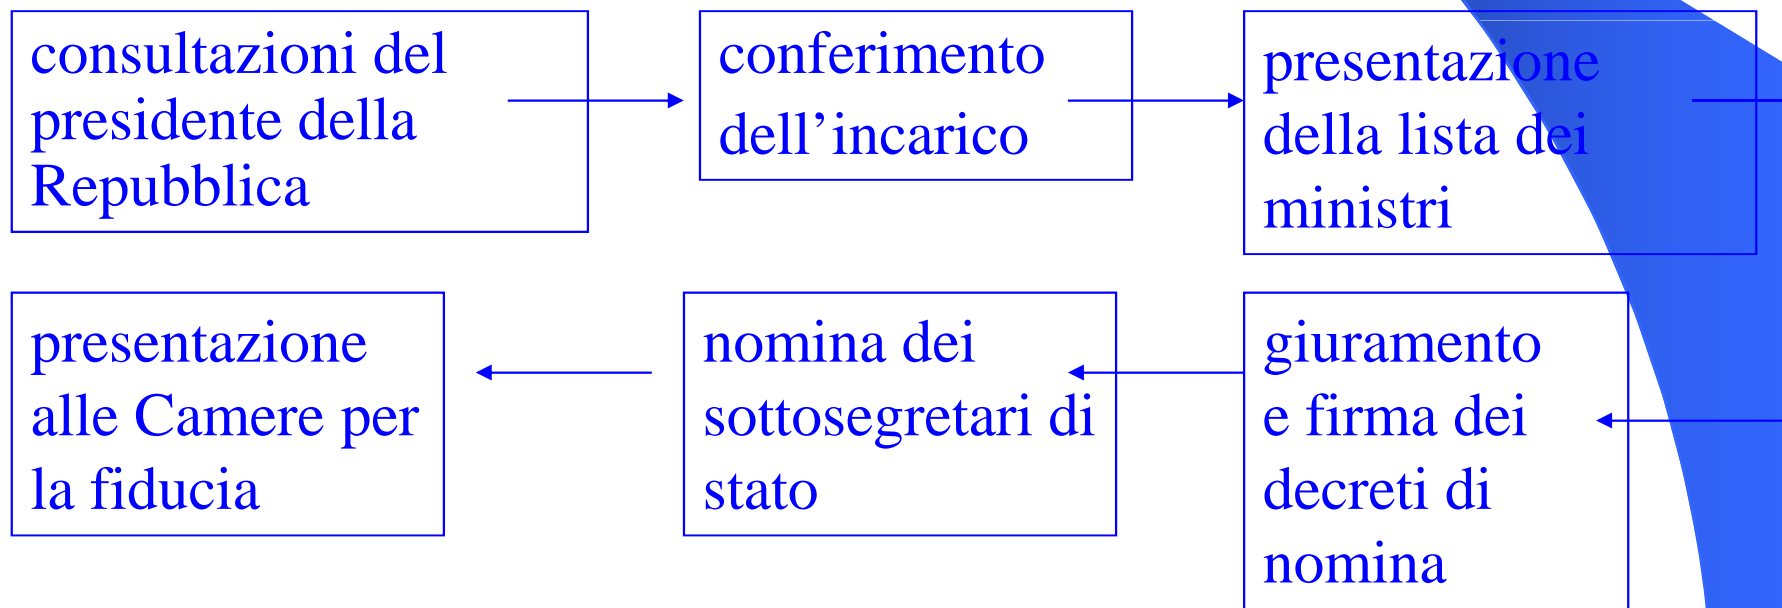 consultazioni del
presidente della
Repubblica
conferimento
dell’incarico
presentazione
della lista dei
ministri
giuramento
e firma dei
decreti di
nomina
nomina dei
sottosegretari di
stato
presentazione
alle Camere per
la fiducia